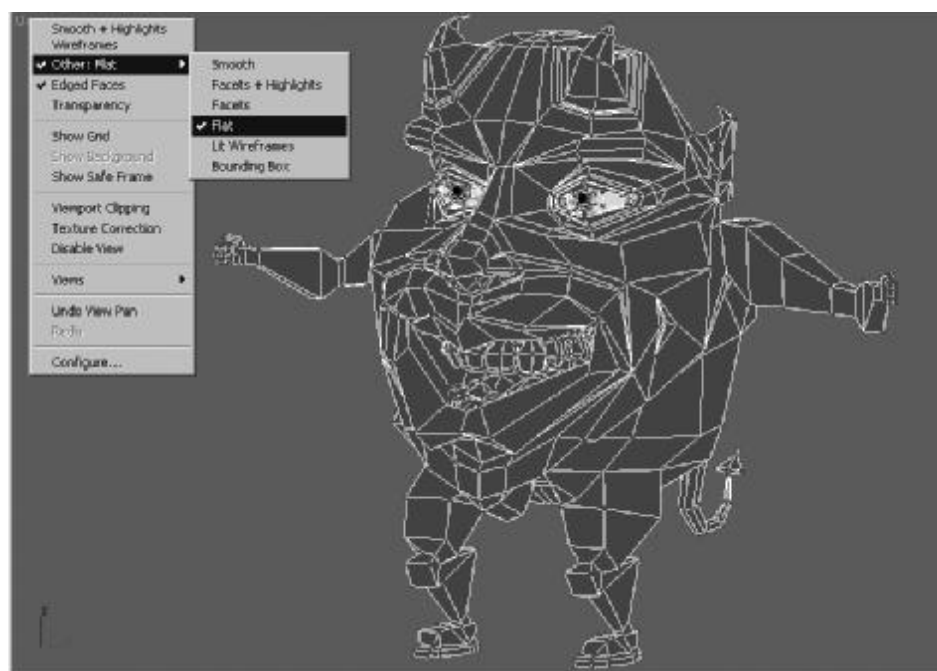 Smooth + Highlights
Wireframes
Other: Flat
Edged Faces
Transparency
Show Grid
Show Background
Show Safe Frame
Viewport Clipping
Texture Correction
Disable View
Views
Undo View Pan
Redo
Configure...
Smooth
Facets + Highlights
Facets
Flat
Lit Wireframes
Bounding Box